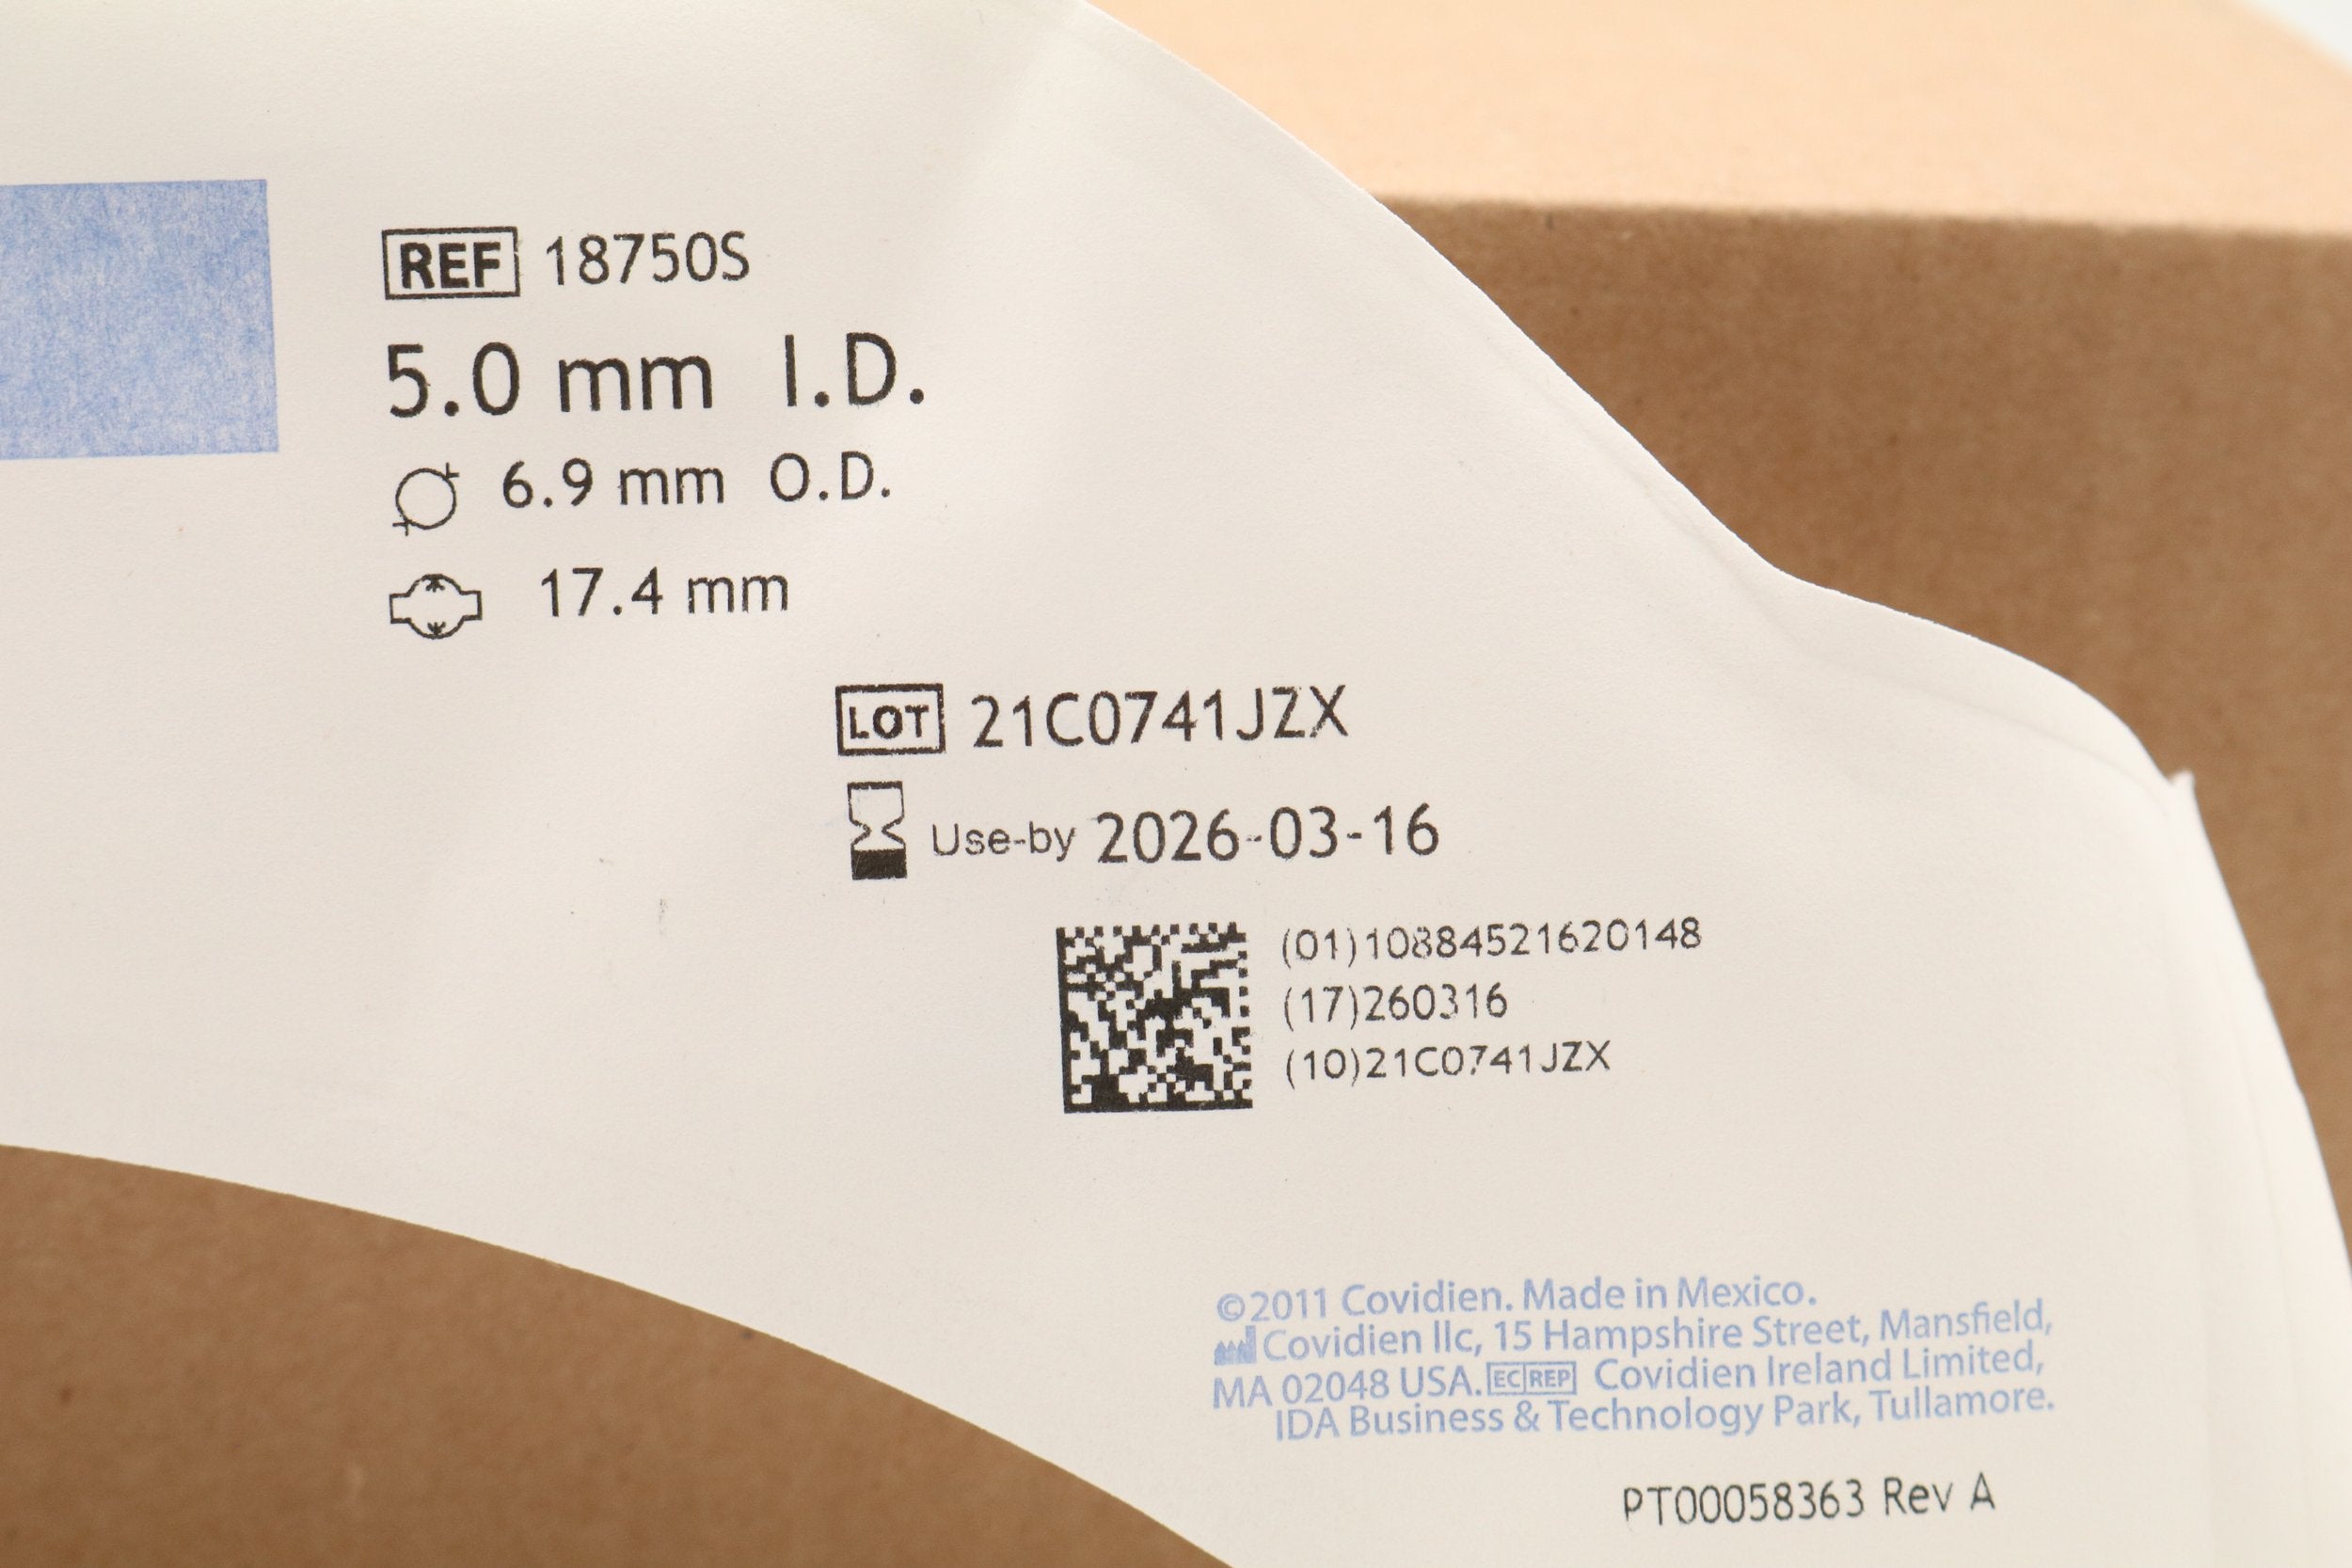 REF 18750S
5.0 mm I.D.
6.9 mm O.D.
17.4 mm
LOT 21C0741JZX
Use-by 2026-03-16
(01)10884521620148
(17)260316
(10)21C0741JZX
©2011 Covidien. Made in Mexico.
Covidien llc, 15 Hampshire Street, Mansfield,
MA 02048 USA. EC REP Covidien Ireland Limited,
IDA Business & Technology Park, Tullamore.
PT00058363 Rev A